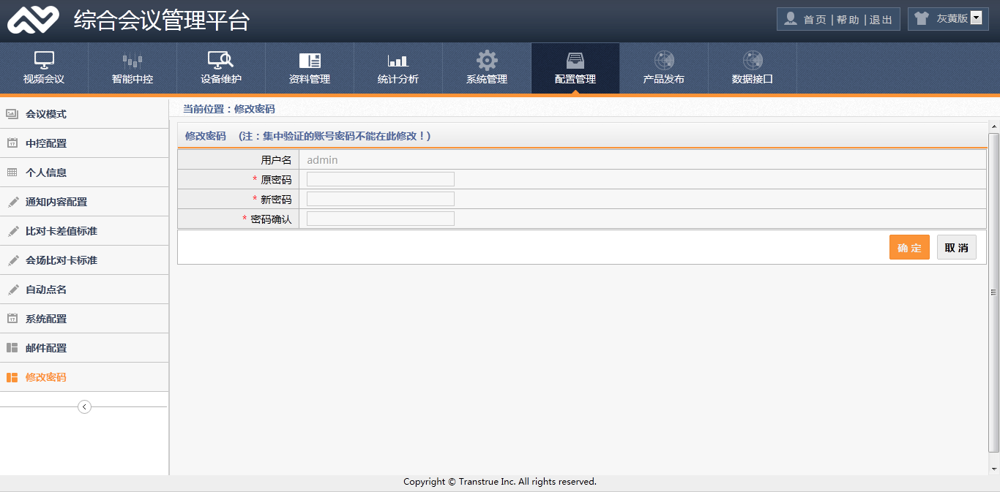 综合会议管理平台
首页 | 帮助 | 退出
灰黄版
视频会议 智能中控 设备维护 资料管理 统计分析 系统管理 配置管理 产品发布 数据接口
当前位置：修改密码
会议模式
中控配置
个人信息
通知内容配置
比对卡差值标准
会场比对卡标准
自动点名
系统配置
邮件配置
修改密码
修改密码 （注：集中验证的账号密码不能在此修改！）
用户名 admin
* 原密码
* 新密码
* 密码确认
确 定 取 消
Copyright © Transtrue Inc. All rights reserved.